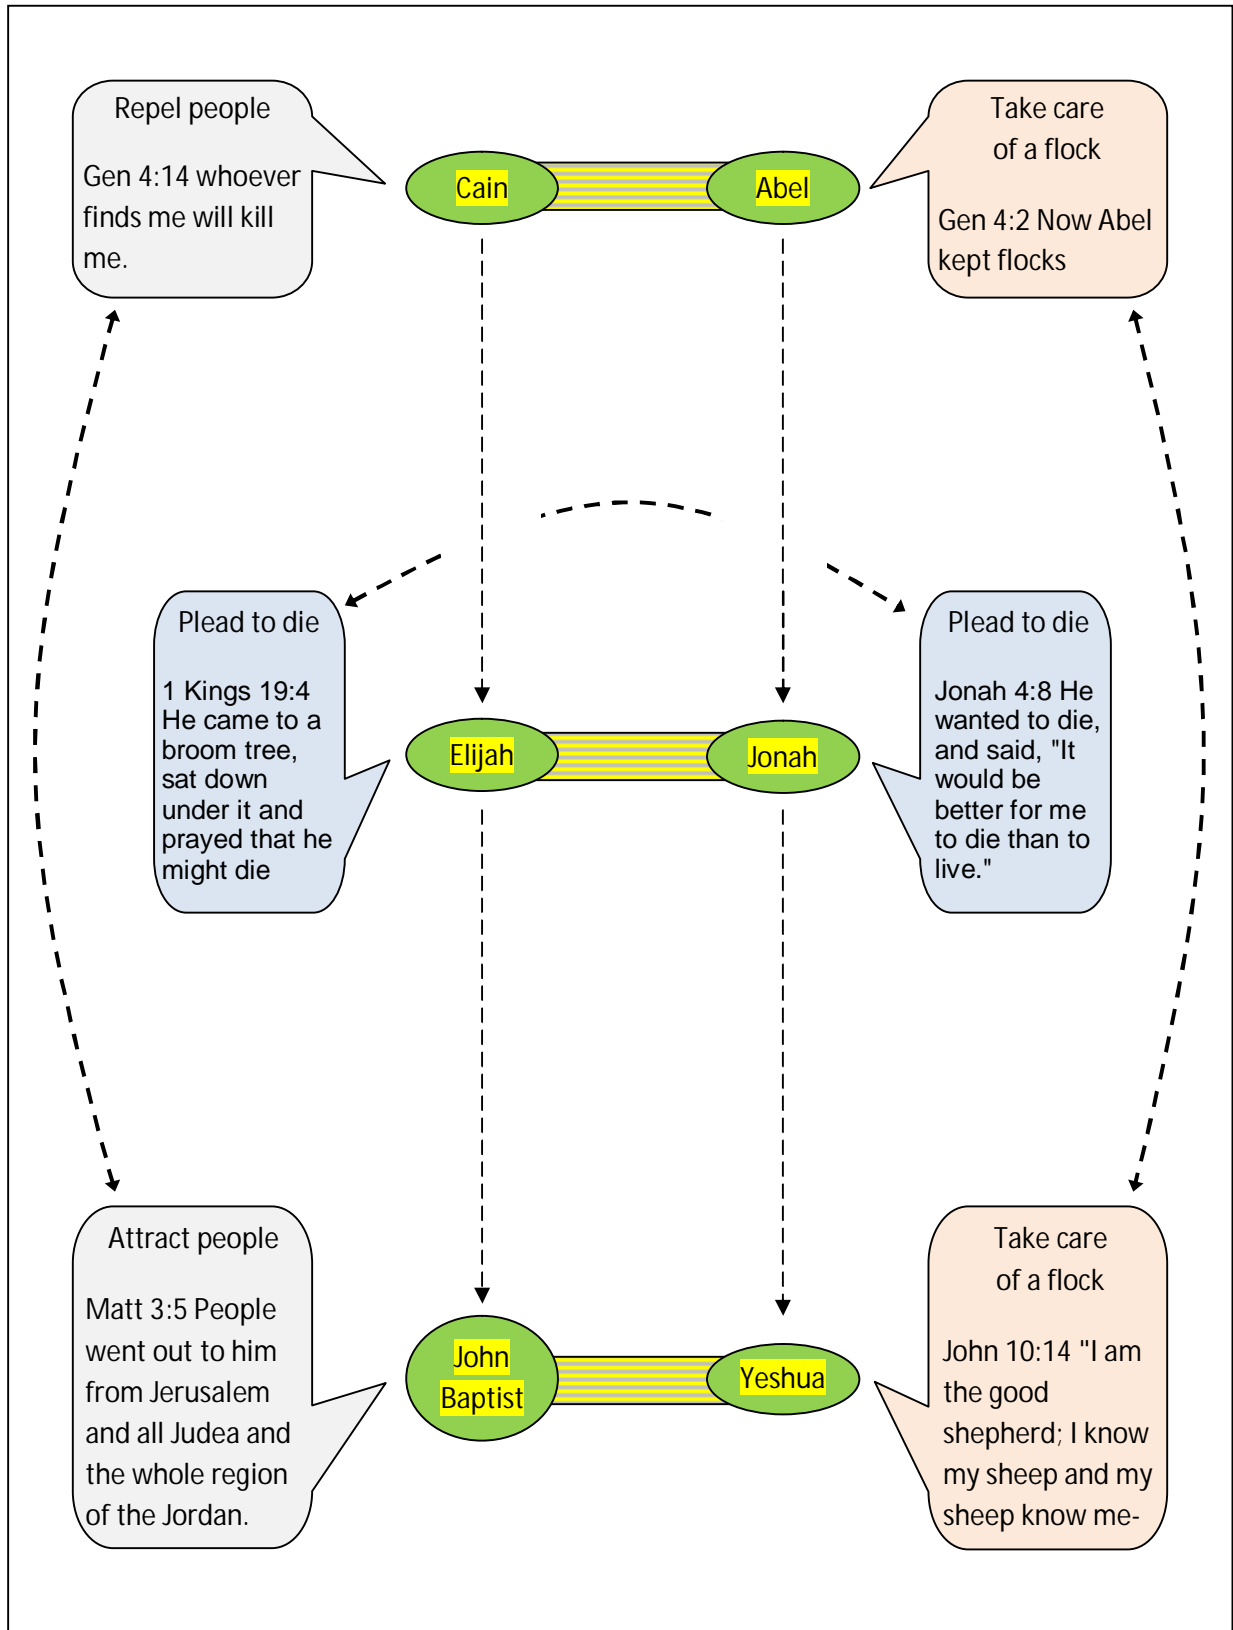 Repel people
Gen 4:14 whoever
finds me will kill
me.
Cain
Abel
Take care
of a flock
Gen 4:2 Now Abel
kept flocks
Plead to die
1 Kings 19:4
He came to a
broom tree,
sat down
under it and
prayed that he
might die
Elijah
Jonah
Plead to die
Jonah 4:8 He
wanted to die,
and said, "It
would be
better for me
to die than to
live."
Attract people
Matt 3:5 People
went out to him
from Jerusalem
and all Judea and
the whole region
of the Jordan.
John
Baptist
Yeshua
Take care
of a flock
John 10:14 "I am
the good
shepherd; I know
my sheep and my
sheep know me-